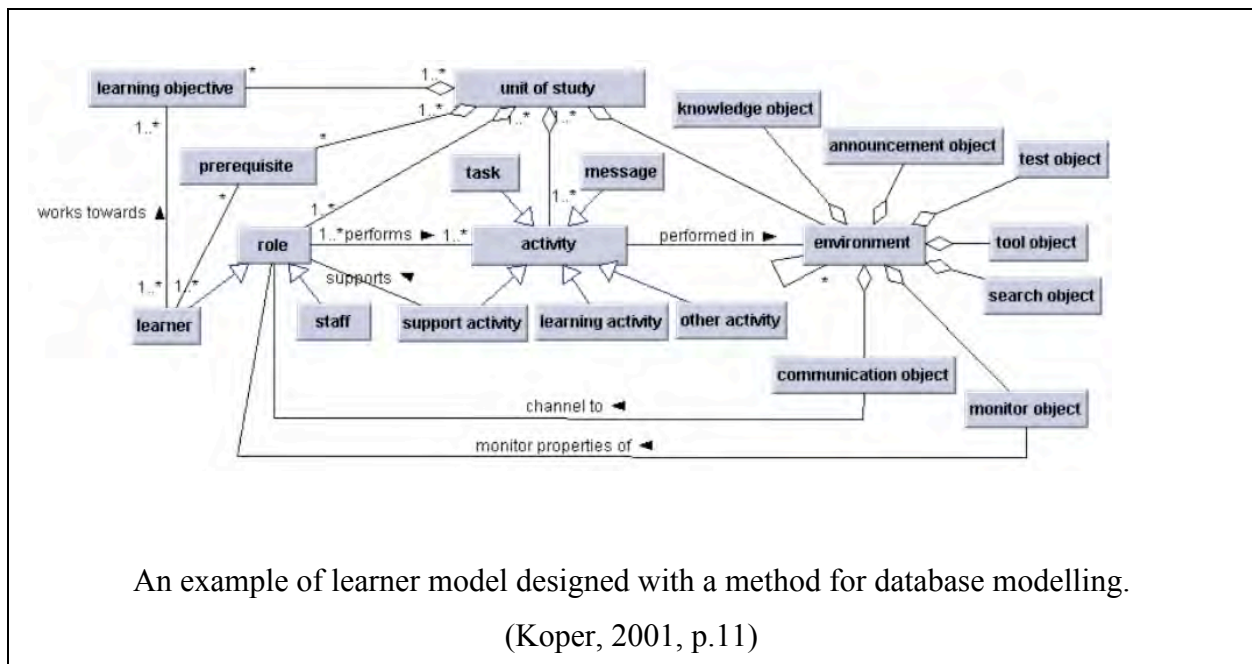 learning objective
*
1..*
unit of study
1..*
*
1..*
1..*
1..*
knowledge object
announcement object
test object
prerequisite
task
message
works towards ▲
*
1..*
1..*
role
1..*performs ►
1..*
activity
performed in ►
environment
tool object
supports ◄
*
search object
1..*
1..*
learner
staff
support activity
learning activity
other activity
communication object
monitor object
channel to ◄
monitor properties of ◄
An example of learner model designed with a method for database modelling.
(Koper, 2001, p.11)